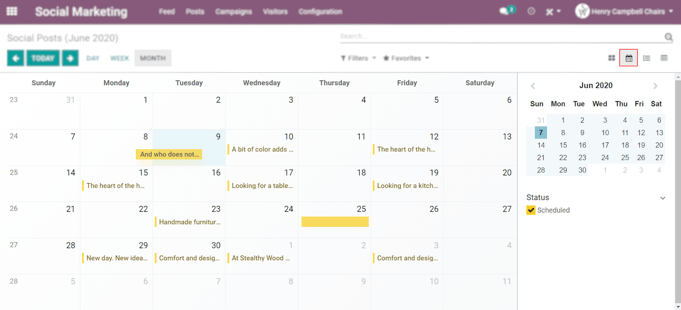 Social Marketing Feed Posts Campaigns Visitors Configuration 8 Henry Campbell Chairs
Social Posts (June 2020) Search...
TODAY DAY WEEK MONTH Filters Favorites
Sunday Monday Tuesday Wednesday Thursday Friday Saturday
23 31 1 2 3 4 5 6
24 7 8 9 10 11 12 13
And who does not... A bit of color adds ... The heart of the h...
25 14 15 16 17 18 19 20
The heart of the h... Looking for a table... Looking for a kitch...
26 21 22 23 24 25 26 27
Handmade furnitur...
27 28 29 30 1 2 3 4
New day. New idea... Comfort and desig... At Stealthy Wood ... Comfort and desig...
28 5 6 7 8 9 10 11
Jun 2020
Sun Mon Tue Wed Thu Fri Sat
31 1 2 3 4 5 6
7 8 9 10 11 12 13
14 15 16 17 18 19 20
21 22 23 24 25 26 27
28 29 30 1 2 3 4
Status
Scheduled